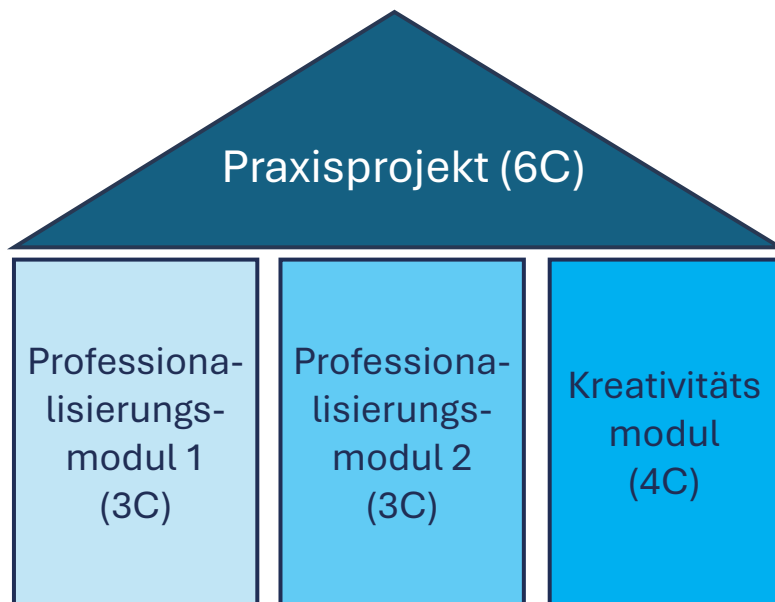 Praxisprojekt (6C)
Professiona-
lisierungs-
modul 1
(3C)
Professiona-
lisierungs-
modul 2
(3C)
Kreativitäts
modul
(4C)